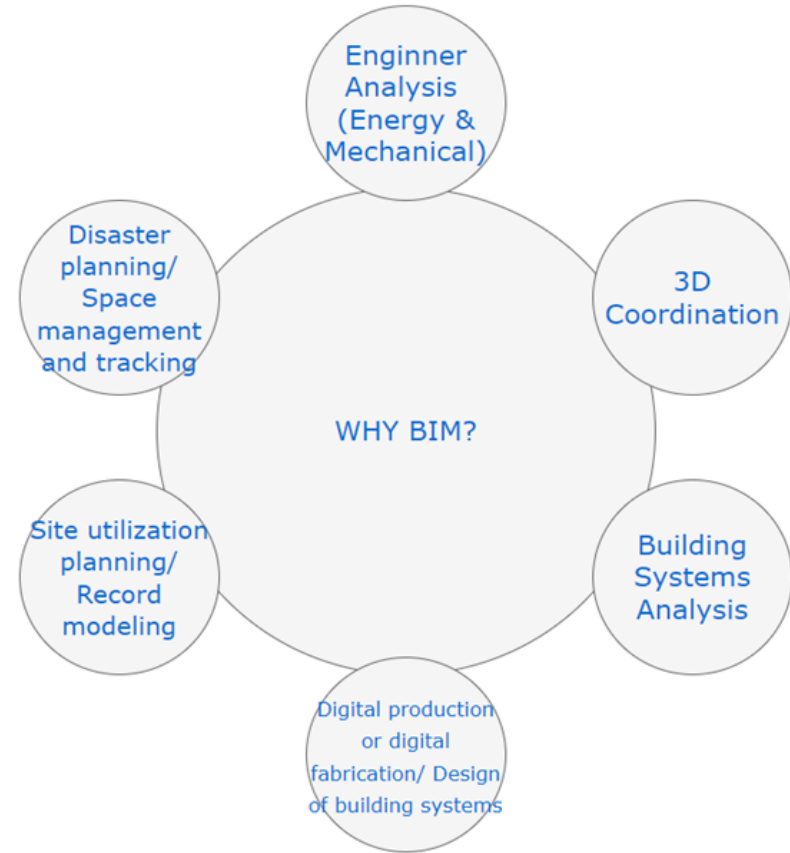 Enginner
Analysis
(Energy &
Mechanical)
Disaster
planning/
Space
management
and tracking
3D
Coordination
WHY BIM?
Site utilization
planning/
Record
modeling
Building
Systems
Analysis
Digital production
or digital
fabrication/ Design
of building systems